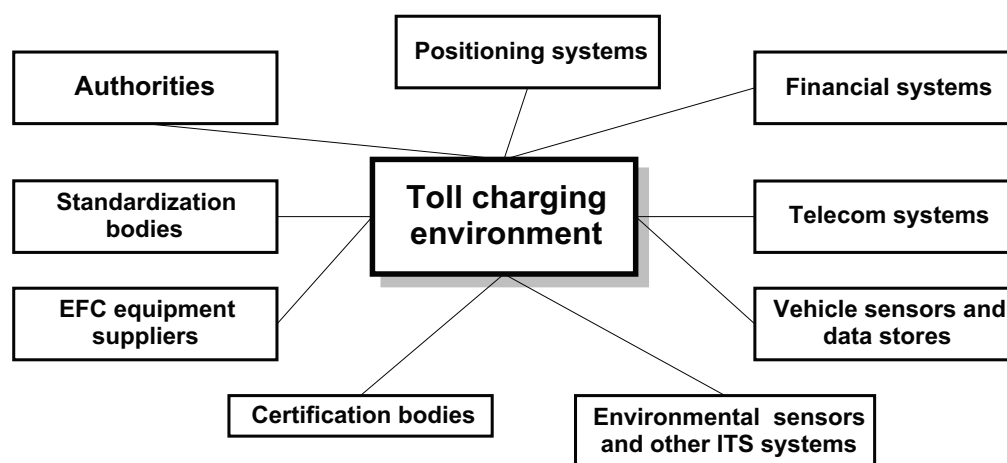 Positioning systems
Authorities
Financial systems
Toll charging
environment
Standardization
bodies
Telecom systems
EFC equipment
suppliers
Vehicle sensors and
data stores
Certification bodies
Environmental sensors
and other ITS systems